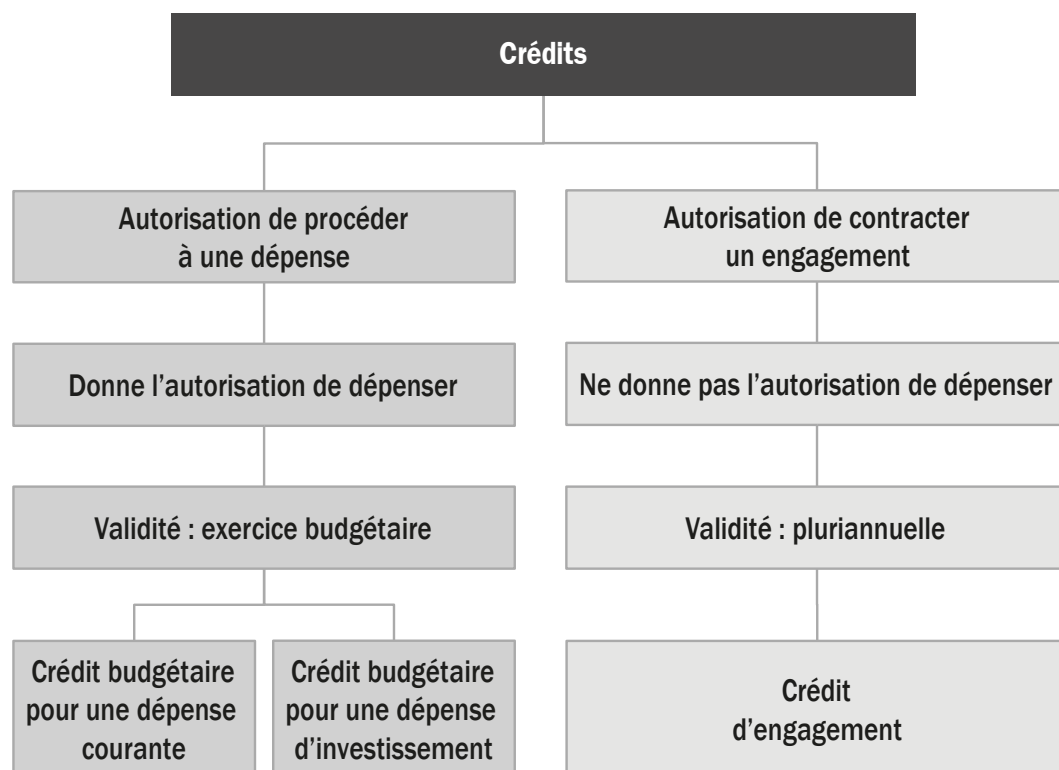 Crédits
Autorisation de procéder
à une dépense
Autorisation de contracter
un engagement
Donne l’autorisation de dépenser
Ne donne pas l’autorisation de dépenser
Validité : exercice budgétaire
Validité : pluriannuelle
Crédit budgétaire
pour une dépense
courante
Crédit budgétaire
pour une dépense
d’investissement
Crédit
d’engagement